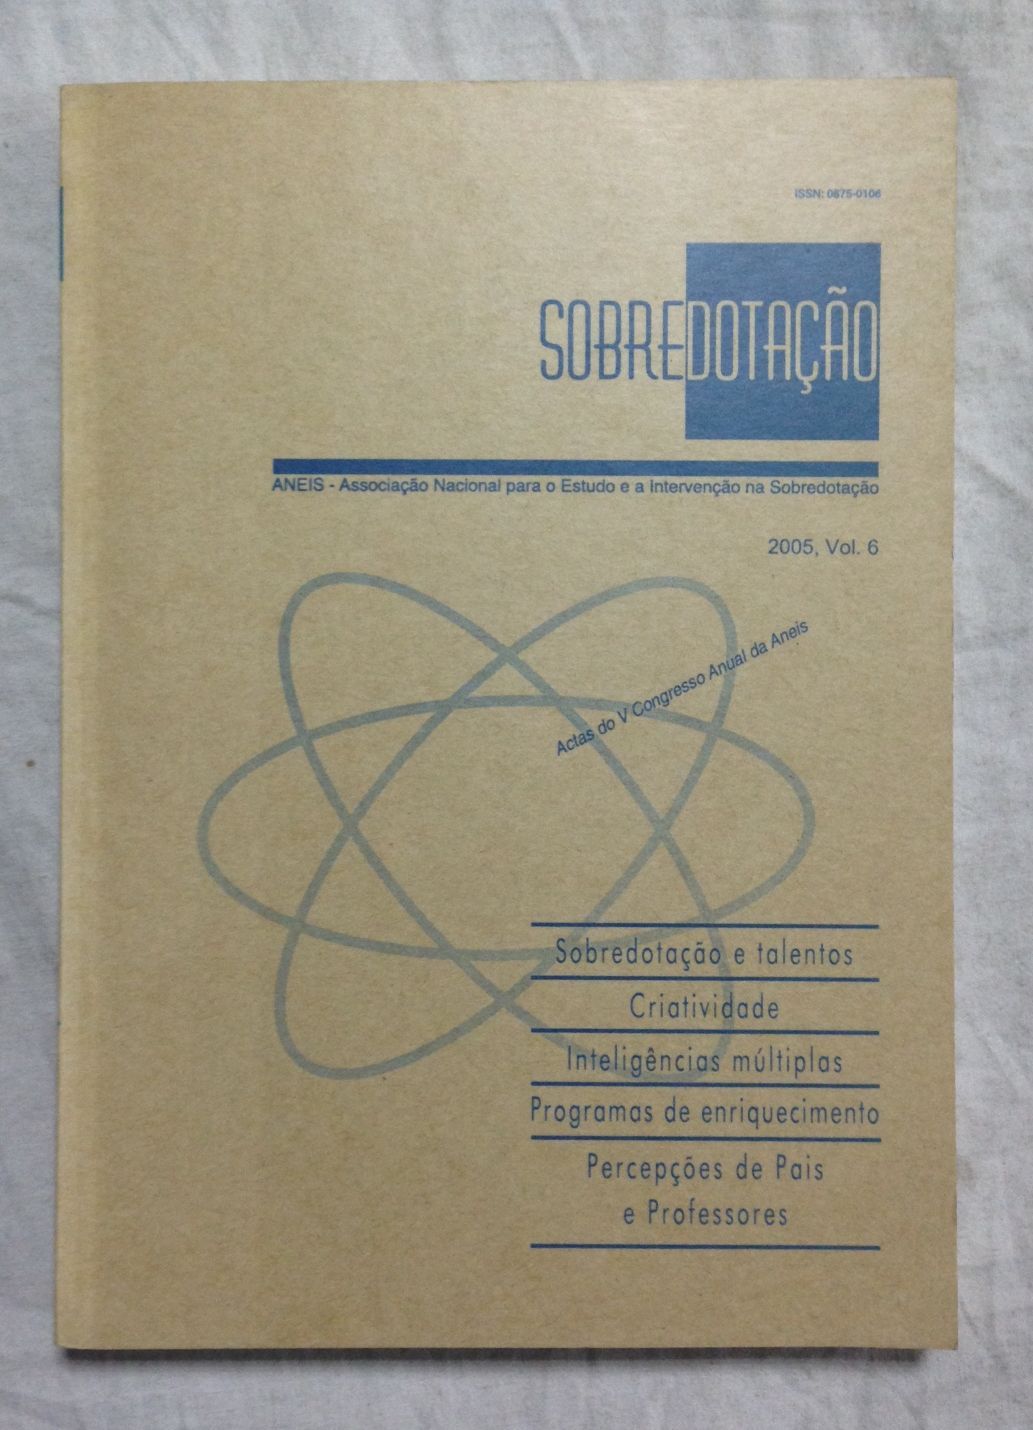 ISSN: 0875-0106
SOBREDOTAÇÃO
ANEIS - Associação Nacional para o Estudo e a Intervenção na Sobredotação
2005, Vol. 6
Actas do V Congresso Anual da Aneis
Sobredotação e talentos
Criatividade
Inteligências múltiplas
Programas de enriquecimento
Percepções de Pais
e Professores